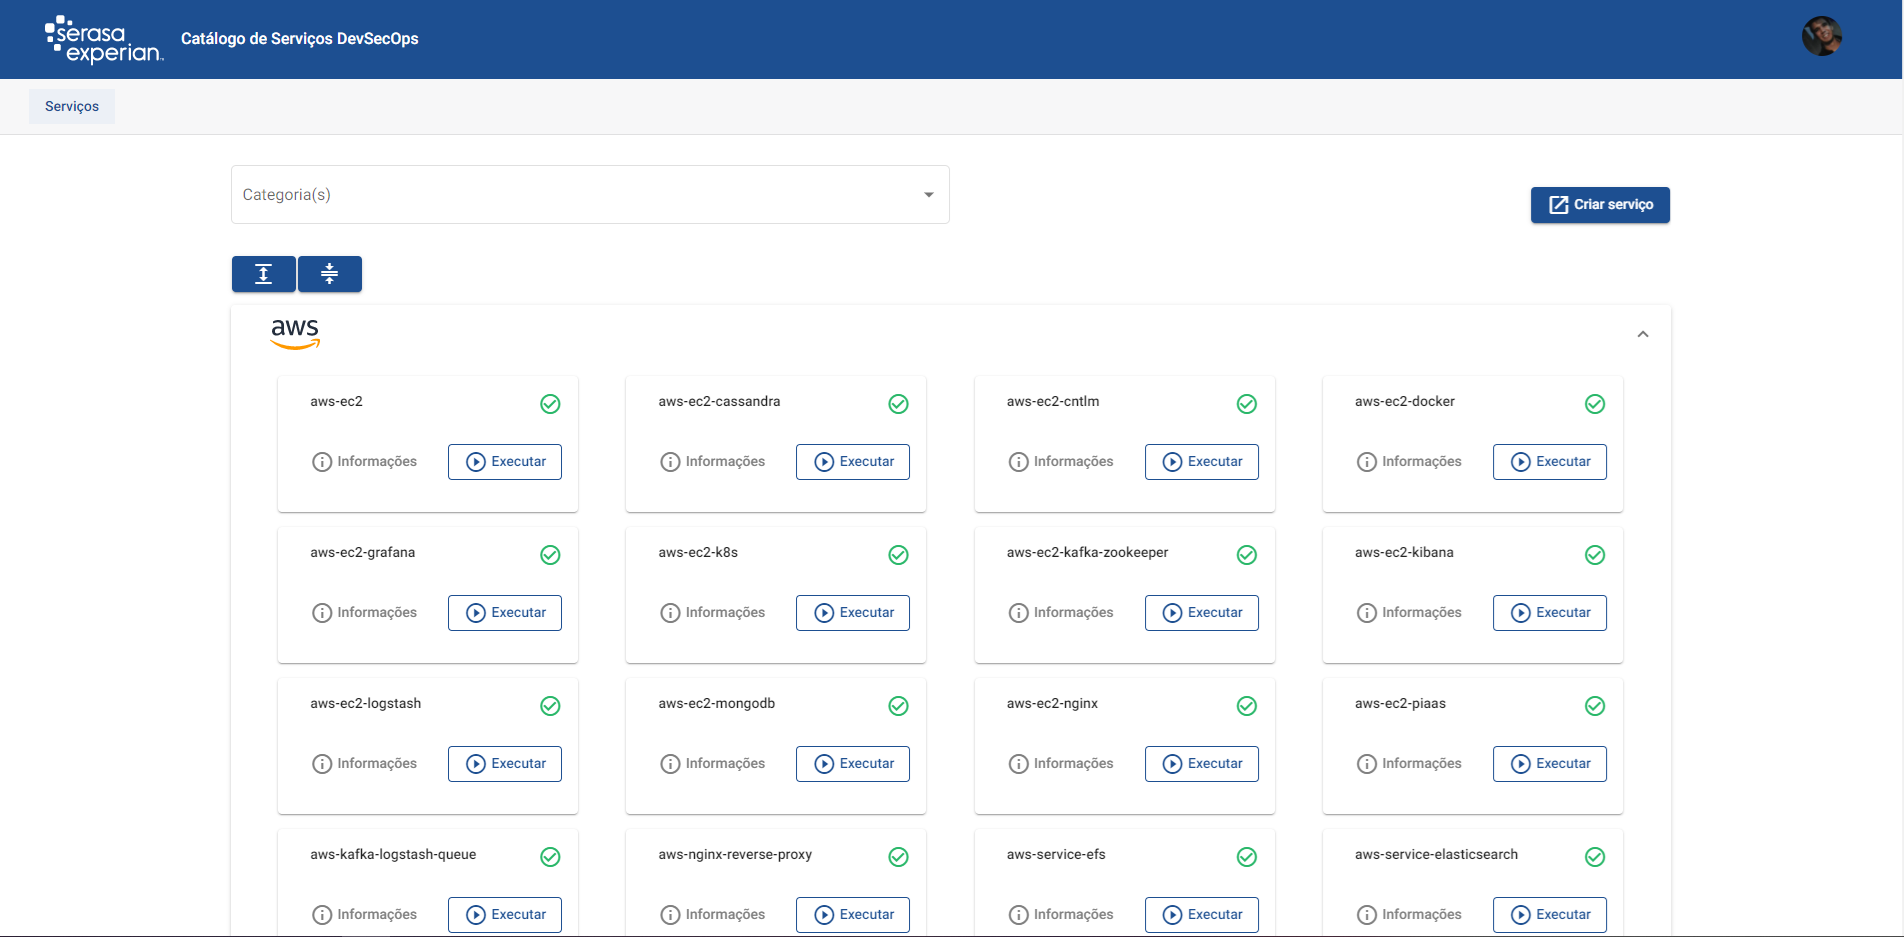 serasa
experian™
Catálogo de Serviços DevSecOps
Serviços
Categoria(s)
Criar serviço
aws
aws-ec2
Informações Executar
aws-ec2-cassandra
Informações Executar
aws-ec2-cntlm
Informações Executar
aws-ec2-docker
Informações Executar
aws-ec2-grafana
Informações Executar
aws-ec2-k8s
Informações Executar
aws-ec2-kafka-zookeeper
Informações Executar
aws-ec2-kibana
Informações Executar
aws-ec2-logstash
Informações Executar
aws-ec2-mongodb
Informações Executar
aws-ec2-nginx
Informações Executar
aws-ec2-piaas
Informações Executar
aws-kafka-logstash-queue
Informações Executar
aws-nginx-reverse-proxy
Informações Executar
aws-service-efs
Informações Executar
aws-service-elasticsearch
Informações Executar